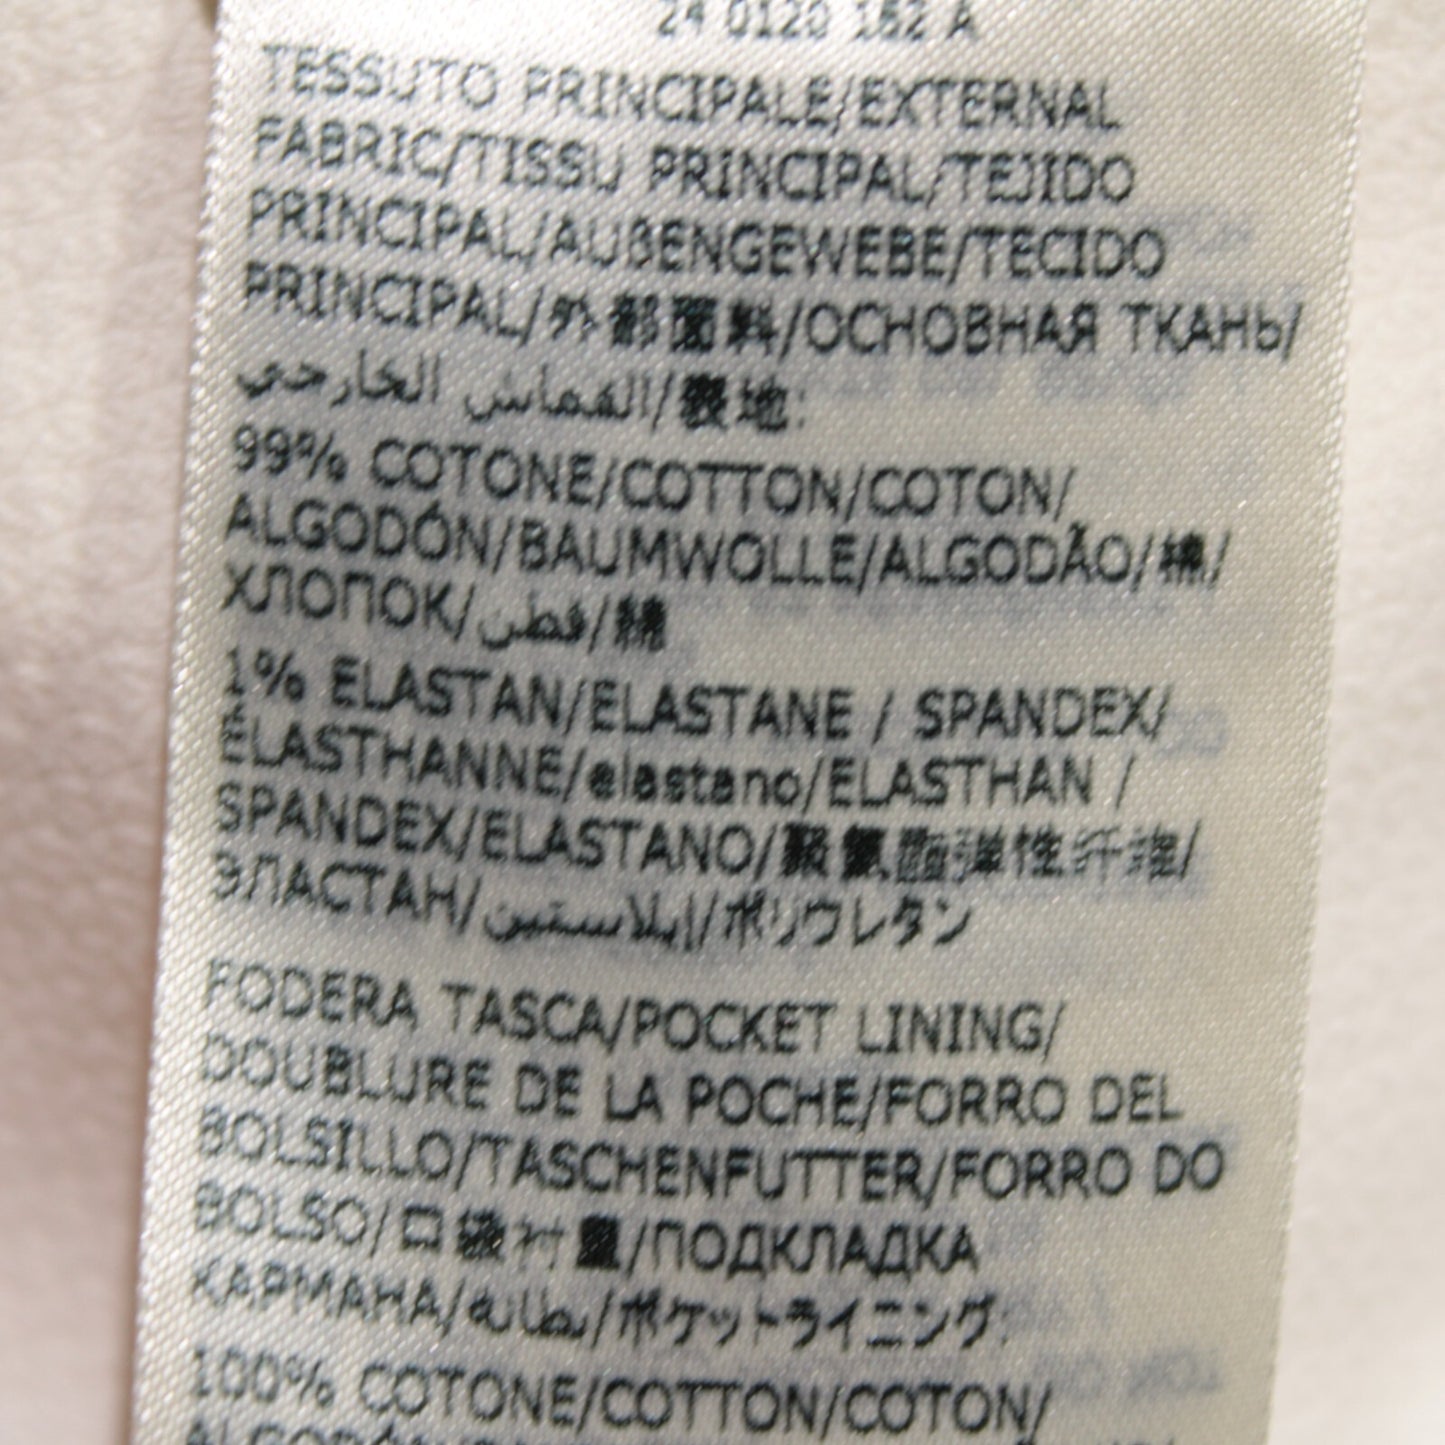 24 0120 162 A
TESSUTO PRINCIPALE/EXTERNAL
FABRIC/TISSU PRINCIPAL/TEJIDO
PRINCIPAL/AUßENGEWEBE/TECIDO
PRINCIPAL/外部面料/ОСНОВНАЯ ТКАНЬ/
القماش الخارجي/表地:
99% COTONE/COTTON/COTON/
ALGODÓN/BAUMWOLLE/ALGODÃO/棉/
ХЛОПОК/قطن/綿
1% ELASTAN/ELASTANE / SPANDEX/
ÉLASTHANNE/elastano/ELASTHAN /
SPANDEX/ELASTANO/聚氨酯弹性纤维/
ЭЛАСТАН/إيلاستين/ポリウレタン
FODERA TASCA/POCKET LINING/
DOUBLURE DE LA POCHE/FORRO DEL
BOLSILLO/TASCHENFUTTER/FORRO DO
BOLSO/口袋衬里/ПОДКЛАДКА
КАРМАНА/بطانة/ポケットライニング:
100% COTONE/COTTON/COTON/